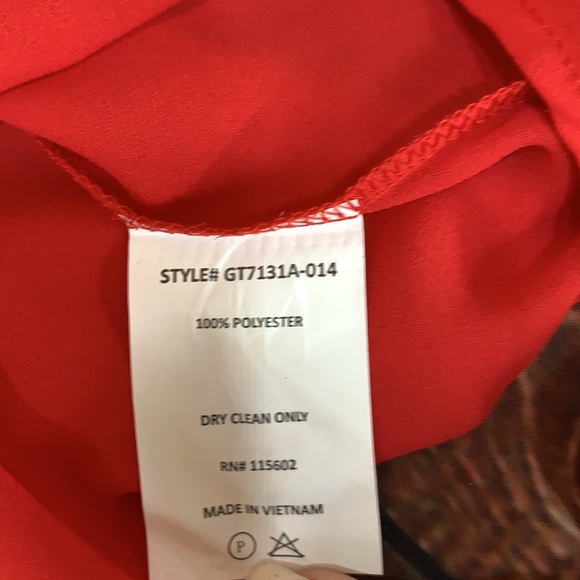 STYLE# GT7131A-014
100% POLYESTER
DRY CLEAN ONLY
RN# 115602
MADE IN VIETNAM
P